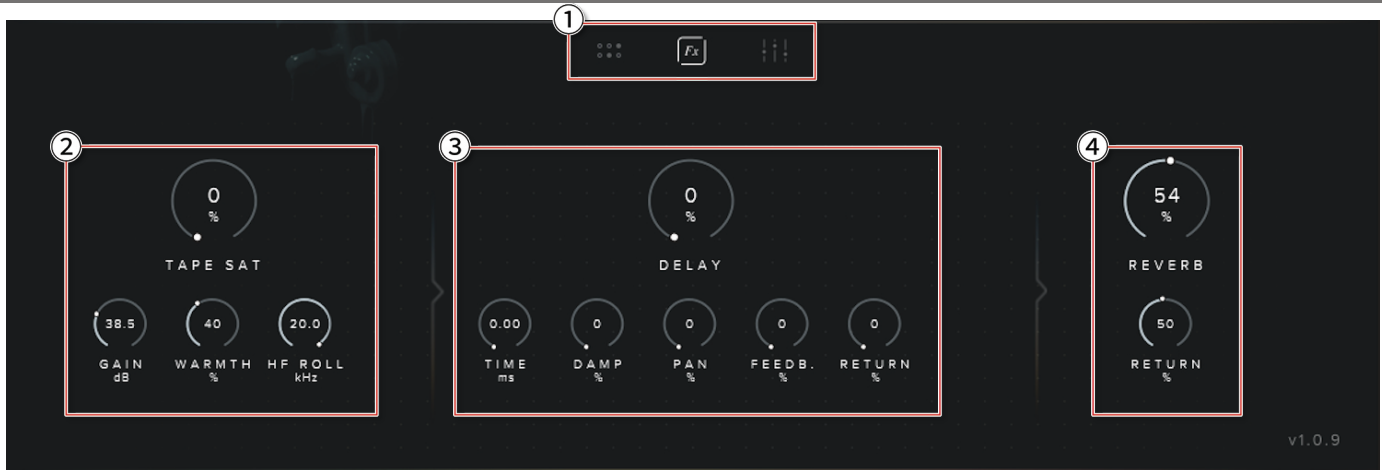 ①
Fx
②
0
%
TAPE SAT
38.5
GAIN
dB
40
WARMTH
%
20.0
HF ROLL
kHz
③
0
%
DELAY
0.00
TIME
ms
0
DAMP
%
0
PAN
%
0
FEEDB.
%
0
RETURN
%
④
54
%
REVERB
50
RETURN
%
v1.0.9